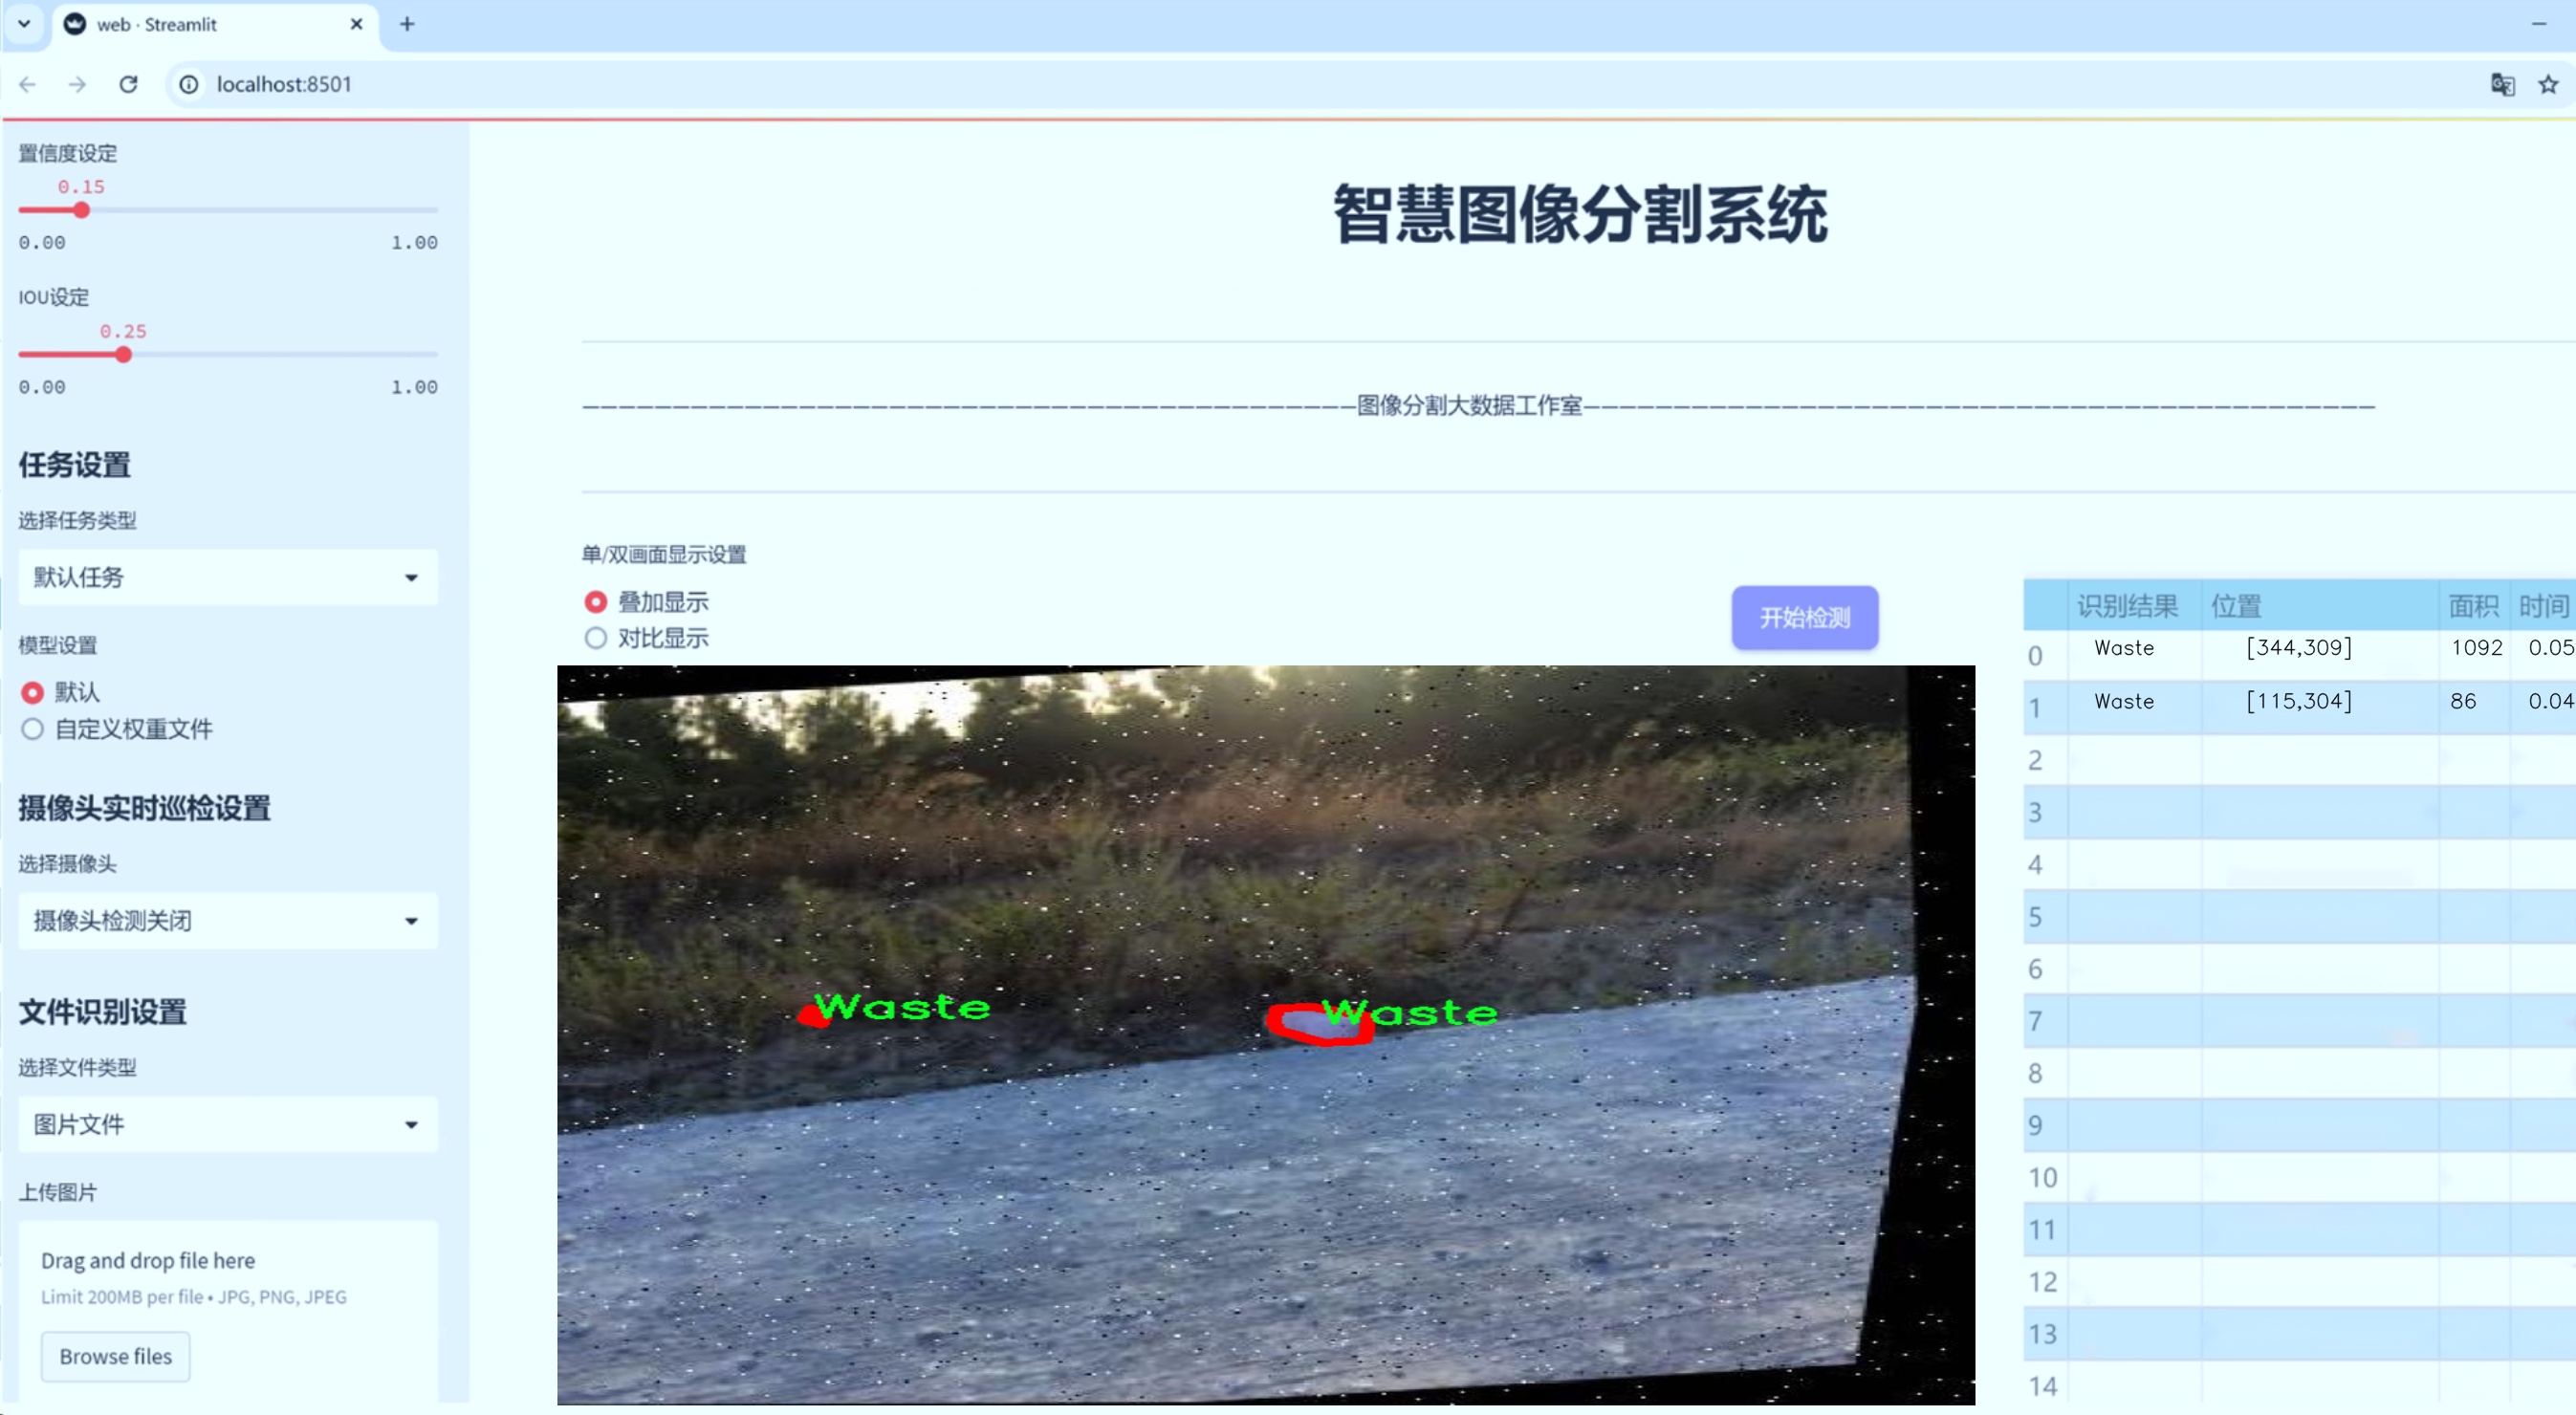 web · Streamlit
localhost:8501
置信度设定
0.15
0.00 1.00
IOU设定
0.25
0.00 1.00
任务设置
选择任务类型
默认任务
模型设置
默认
自定义权重文件
摄像头实时巡检设置
选择摄像头
摄像头检测关闭
文件识别设置
选择文件类型
图片文件
上传图片
Drag and drop file here
Limit 200MB per file • JPG, PNG, JPEG
Browse files
智慧图像分割系统
———————————————————————————————————————————图像分割大数据工作室————————————————————————————————————————————
单/双画面显示设置
叠加显示
对比显示
开始检测
Waste
Waste
识别结果 位置 面积 时间
0 Waste [344,309] 1092 0.05
1 Waste [115,304] 86 0.04
2
3
4
5
6
7
8
9
10
11
12
13
14